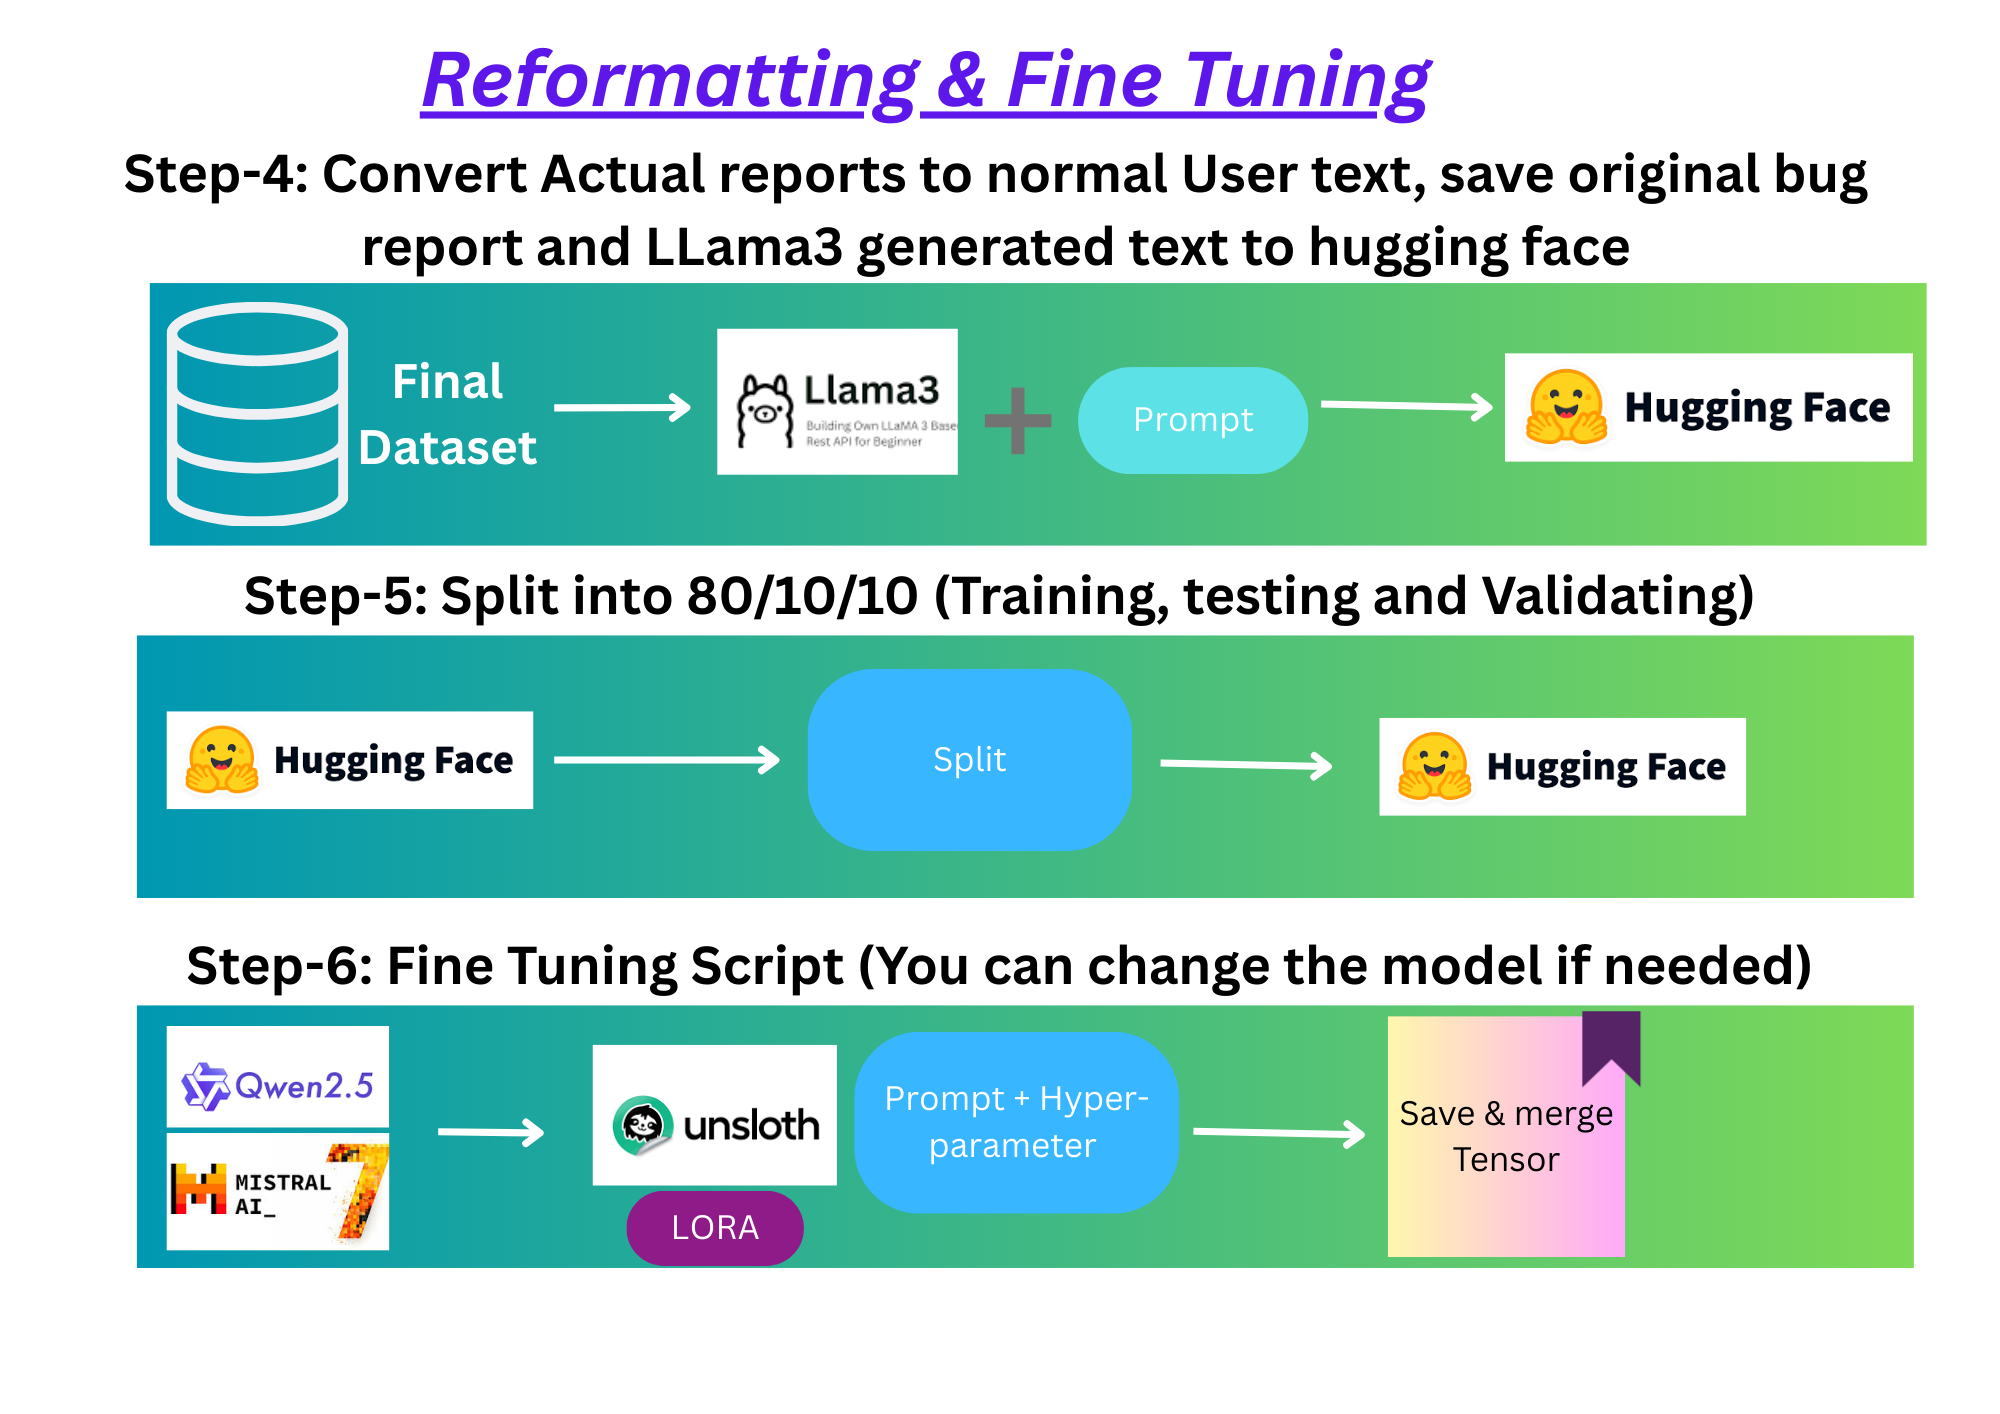 Reformatting & Fine Tuning
Step-4: Convert Actual reports to normal User text, save original bug
report and LLama3 generated text to hugging face
Final
Dataset
Llama3
Building Own LLaMA 3 Base
Rest API for Beginner
+
Prompt
Hugging Face
Step-5: Split into 80/10/10 (Training, testing and Validating)
Hugging Face
Split
Hugging Face
Step-6: Fine Tuning Script (You can change the model if needed)
Qwen2.5
MISTRAL
AI_
7
unsloth
LORA
Prompt + Hyper-
parameter
Save & merge
Tensor